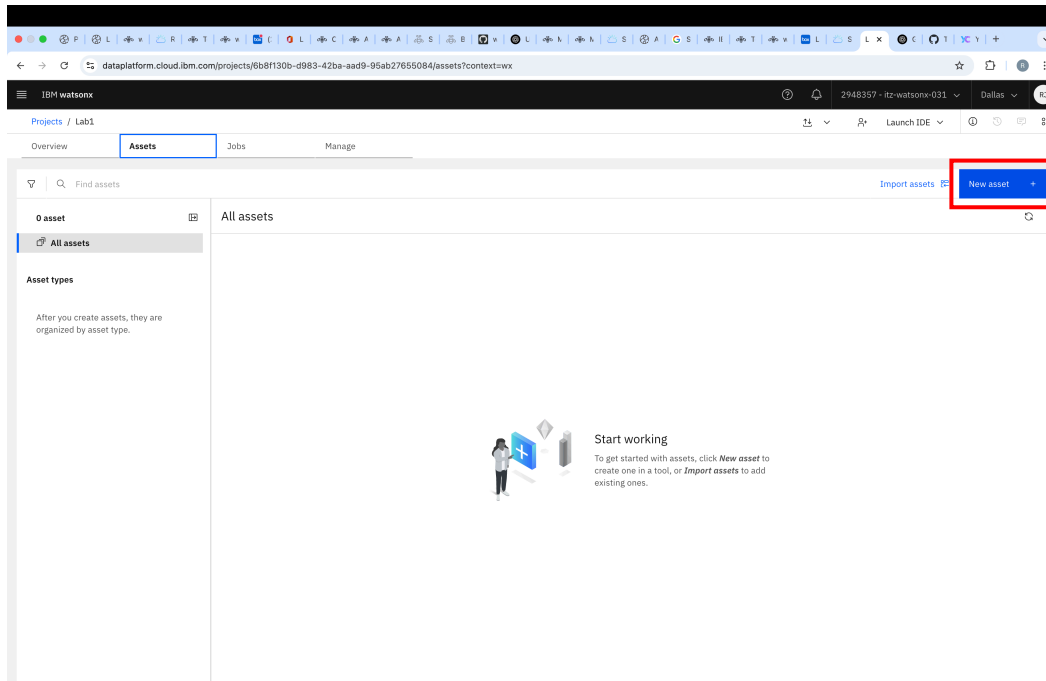 P L w. R T w C L C A A S B w L N N S A G S II T w L S L × C T Y +
dataplatform.cloud.ibm.com/projects/6b8f130b-d983-42ba-aad9-95ab27655084/assets?context=wx R
IBM watsonx 2948357 - itz-watsonx-031 Dallas
Projects / Lab1 Launch IDE
Overview Assets Jobs Manage
Find assets Import assets New asset +
0 asset All assets
All assets
Asset types
After you create assets, they are
organized by asset type.
Start working
To get started with assets, click New asset to
create one in a tool, or Import assets to add
existing ones.